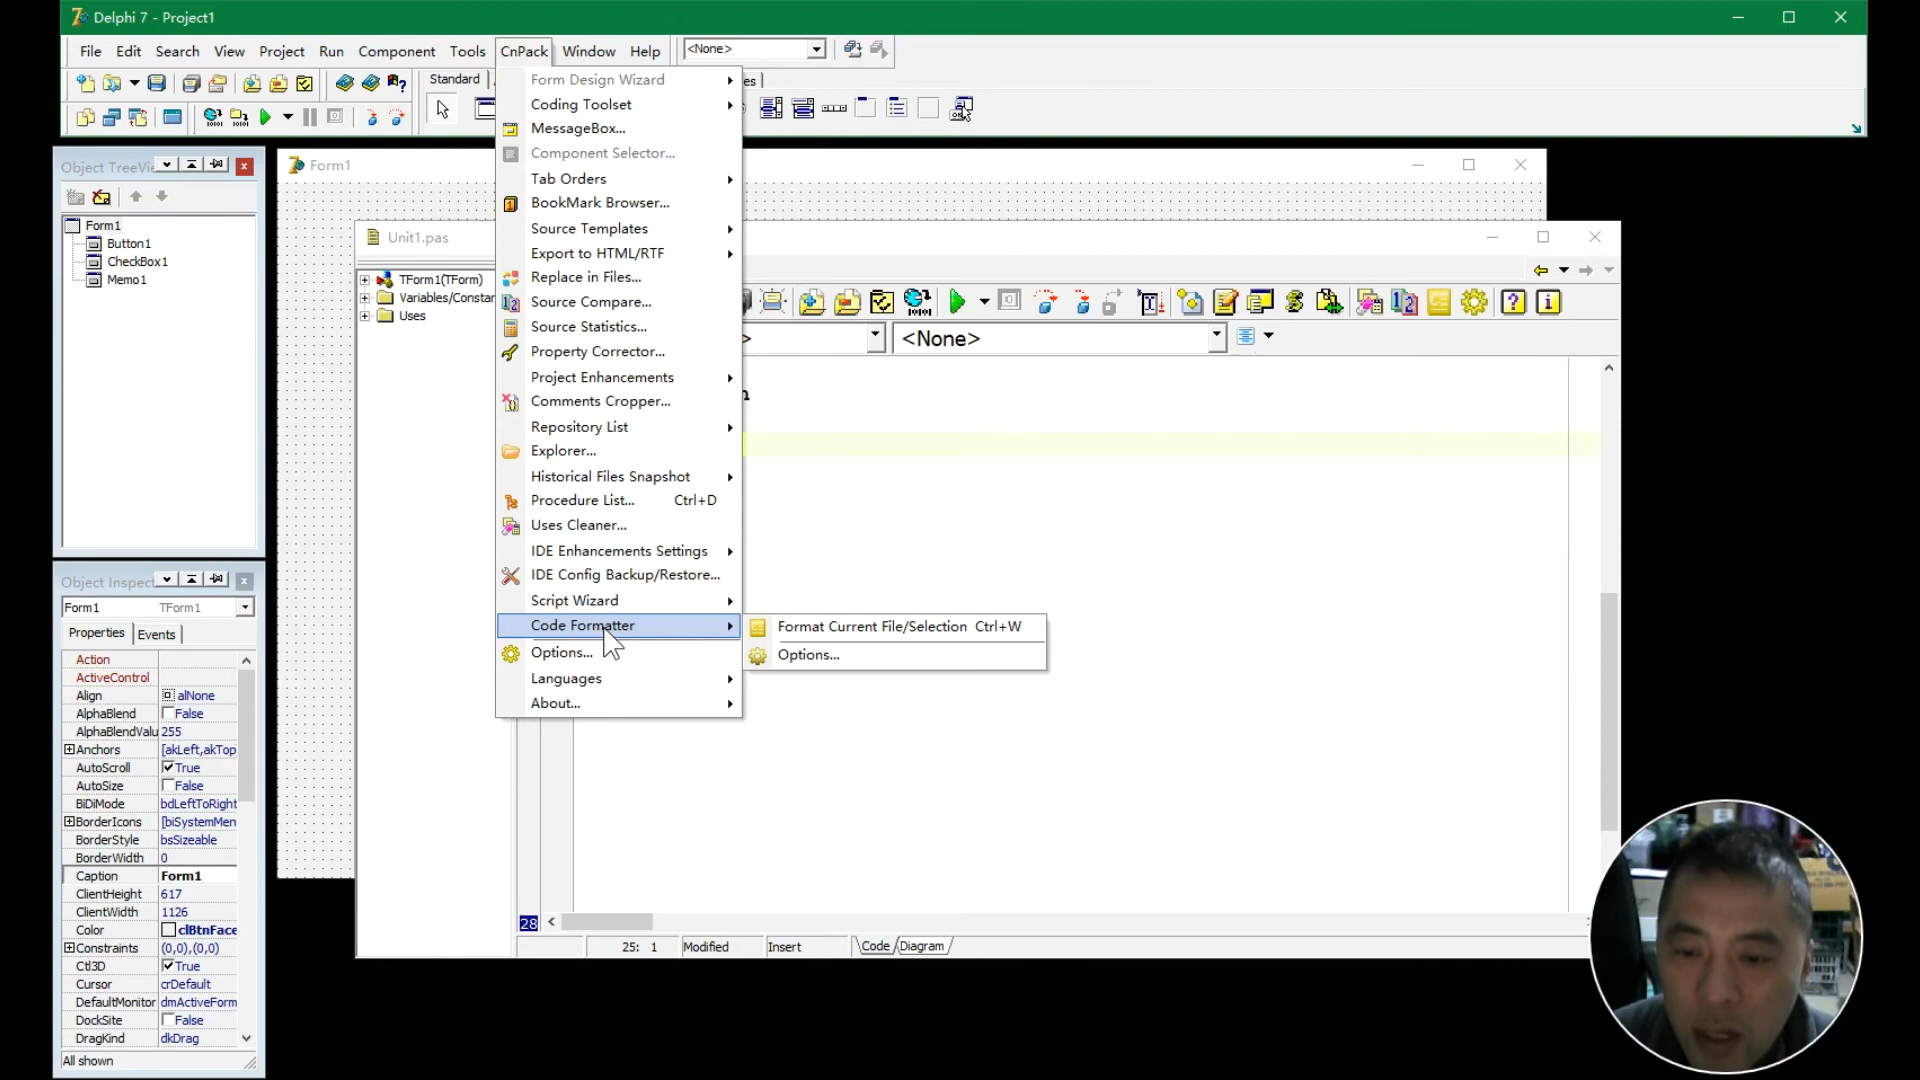 Delphi 7 - Project1
File Edit Search View Project Run Component Tools CnPack Window Help <None>
Standard
Form Design Wizard
Coding Toolset
MessageBox...
Component Selector...
Tab Orders
BookMark Browser...
Source Templates
Export to HTML/RTF
Replace in Files...
Source Compare...
Source Statistics...
Property Corrector...
Project Enhancements
Comments Cropper...
Repository List
Explorer...
Historical Files Snapshot
Procedure List... Ctrl+D
Uses Cleaner...
IDE Enhancements Settings
IDE Config Backup/Restore...
Script Wizard
Code Formatter
Options...
Languages
About...
Format Current File/Selection Ctrl+W
Options...
Object TreeVie
Form1
Button1
CheckBox1
Memo1
Form1
Unit1.pas
TForm1(TForm)
Variables/Constan
Uses
<None>
28
25: 1 Modified Insert Code Diagram
Object Inspect
Form1 TForm1
Properties Events
Action
ActiveControl
Align alNone
AlphaBlend False
AlphaBlendValu 255
Anchors [akLeft,akTop
AutoScroll True
AutoSize False
BiDiMode bdLeftToRight
BorderIcons [biSystemMen
BorderStyle bsSizeable
BorderWidth 0
Caption Form1
ClientHeight 617
ClientWidth 1126
Color clBtnFace
Constraints (0,0),(0,0)
Ctl3D True
Cursor crDefault
DefaultMonitor dmActiveForm
DockSite False
DragKind dkDrag
All shown